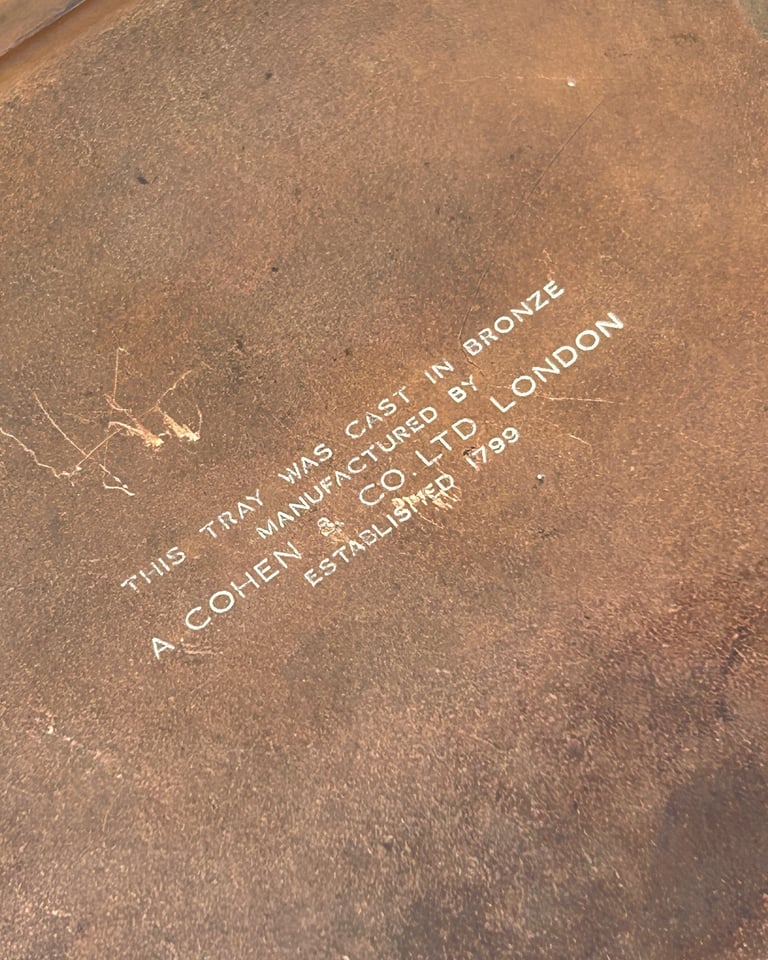 THIS TRAY WAS CAST IN BRONZE
MANUFACTURED BY
A. COHEN & CO. LTD LONDON
ESTABLISHED 1799